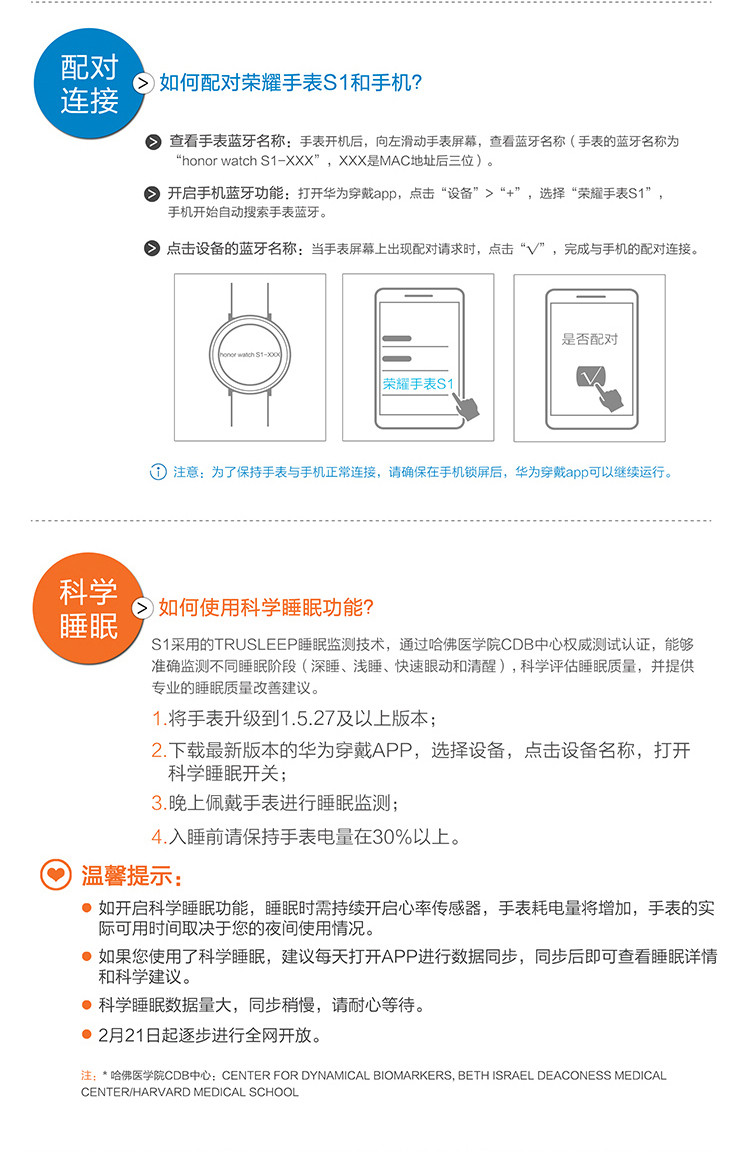 配对
连接
> 如何配对荣耀手表S1和手机?
> 查看手表蓝牙名称：手表开机后，向左滑动手表屏幕，查看蓝牙名称（手表的蓝牙名称为
“honor watch S1-XXX”，XXX是MAC地址后三位）。
> 开启手机蓝牙功能：打开华为穿戴app，点击“设备”>“+”，选择“荣耀手表S1”，
手机开始自动搜索手表蓝牙。
> 点击设备的蓝牙名称：当手表屏幕上出现配对请求时，点击“√”，完成与手机的配对连接。
honor watch S1-XXX
荣耀手表S1
是否配对
√
i 注意：为了保持手表与手机正常连接，请确保在手机锁屏后，华为穿戴app可以继续运行。
科学
睡眠
> 如何使用科学睡眠功能?
S1采用的TRUSLEEP睡眠监测技术，通过哈佛医学院CDB中心权威测试认证，能够
准确监测不同睡眠阶段（深睡、浅睡、快速眼动和清醒）,科学评估睡眠质量，并提供
专业的睡眠质量改善建议。
1.将手表升级到1.5.27及以上版本；
2.下载最新版本的华为穿戴APP，选择设备，点击设备名称，打开
科学睡眠开关；
3.晚上佩戴手表进行睡眠监测；
4.入睡前请保持手表电量在30%以上。
温馨提示：
● 如开启科学睡眠功能，睡眠时需持续开启心率传感器，手表耗电量将增加，手表的实
际可用时间取决于您的夜间使用情况。
● 如果您使用了科学睡眠，建议每天打开APP进行数据同步，同步后即可查看睡眠详情
和科学建议。
● 科学睡眠数据量大，同步稍慢，请耐心等待。
● 2月21日起逐步进行全网开放。
注：* 哈佛医学院CDB中心：CENTER FOR DYNAMICAL BIOMARKERS, BETH ISRAEL DEACONESS MEDICAL
CENTER/HARVARD MEDICAL SCHOOL